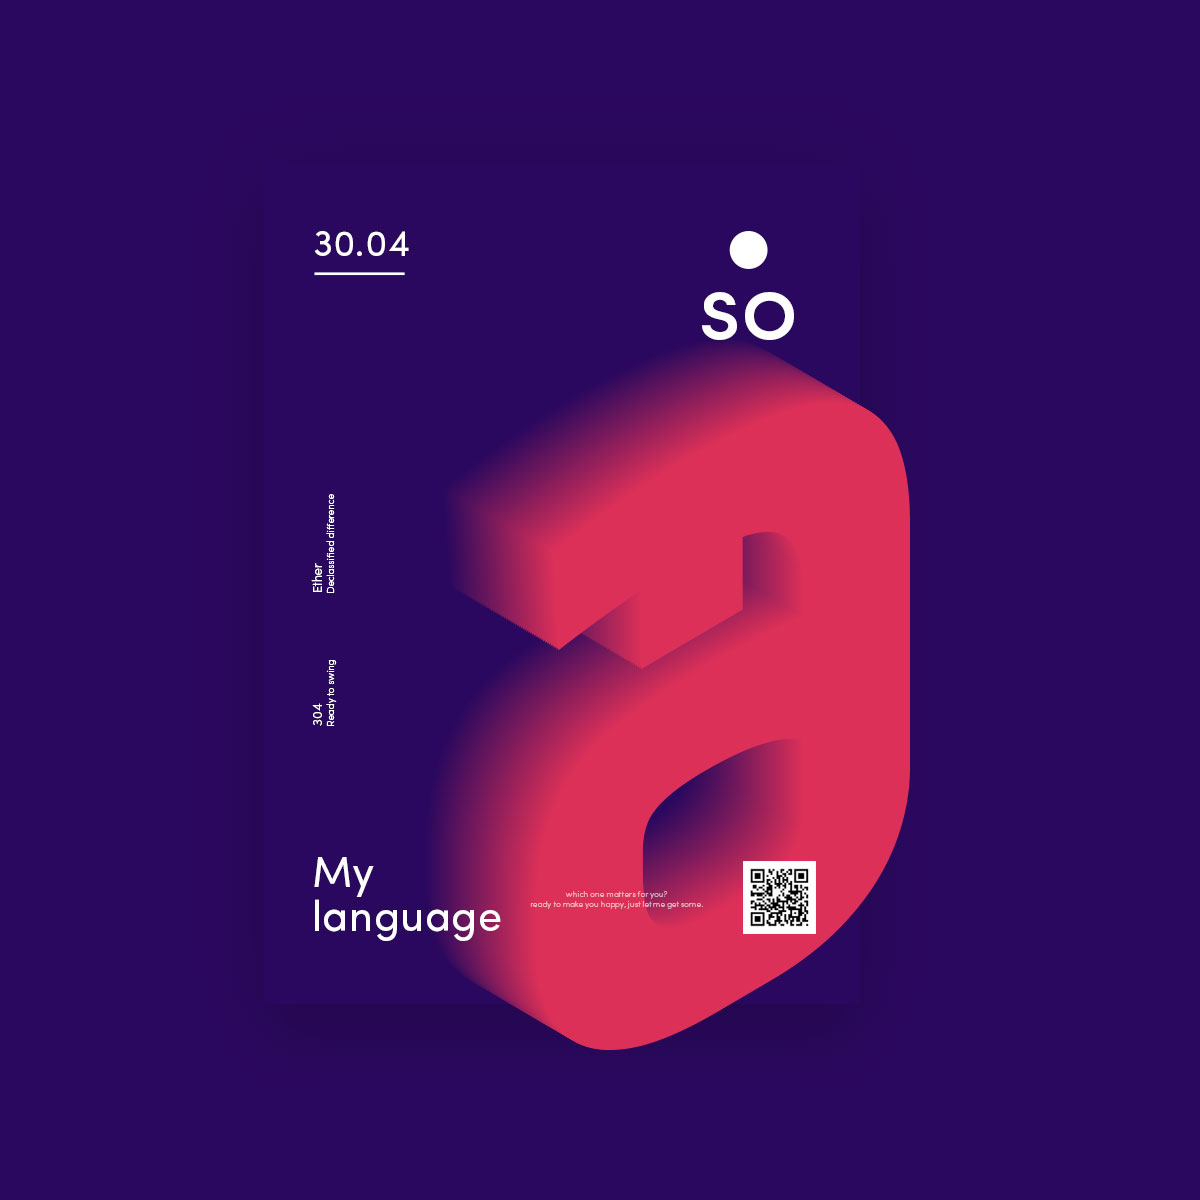 30.04
so
a
Ether
Declassified difference
304
Ready to swing
My
language
which one matters for you?
ready to make you happy, just let me get some.